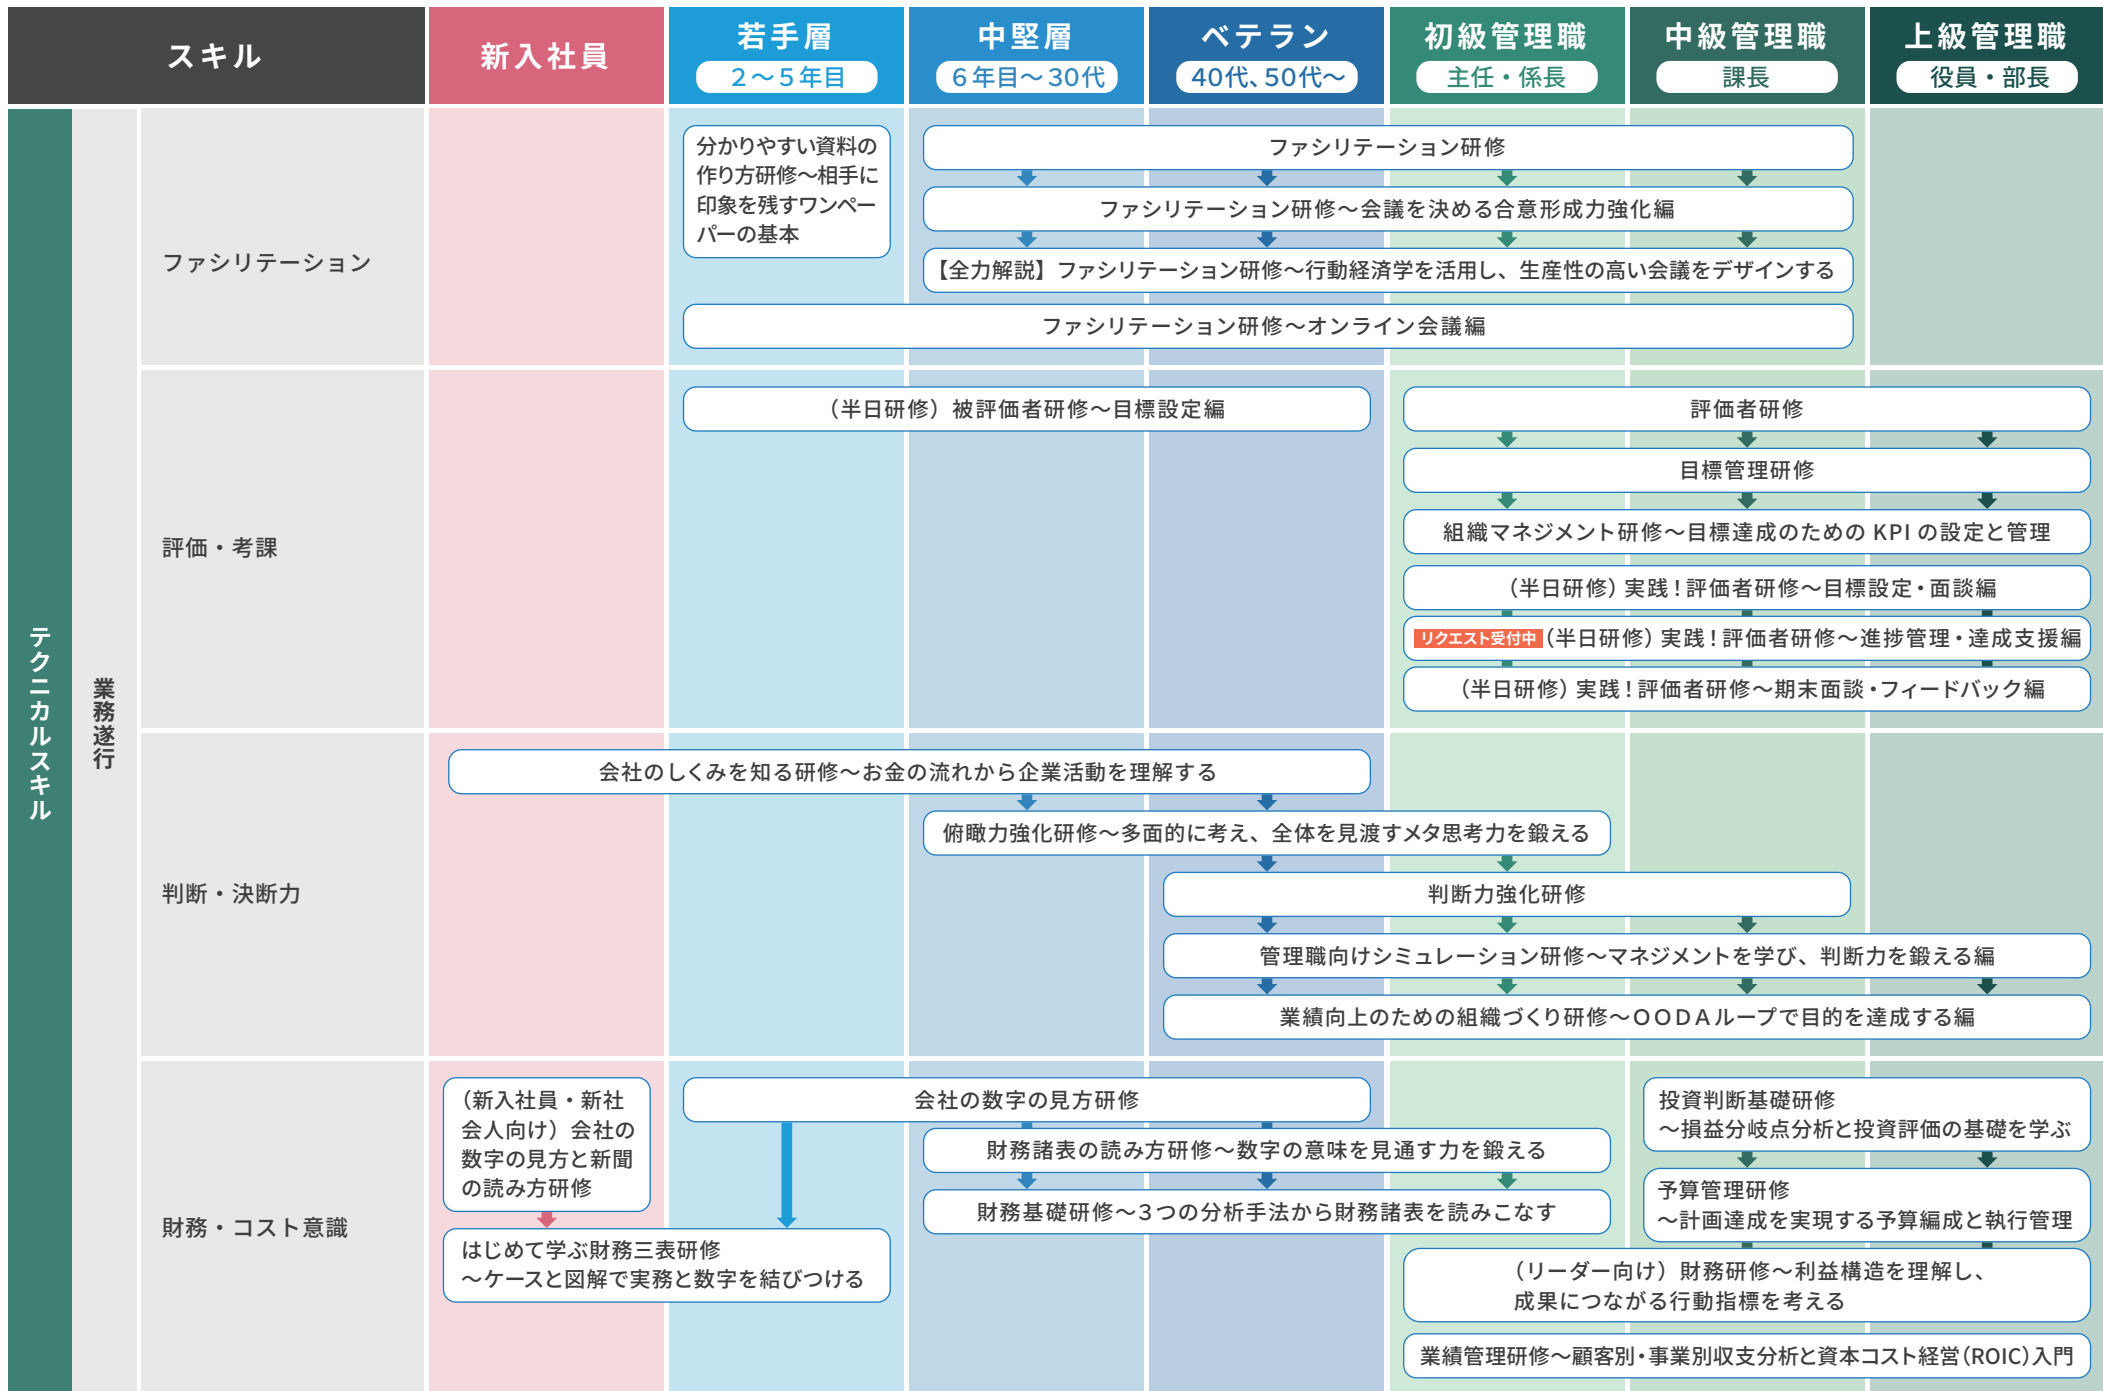 スキル
新入社員
若手層
２〜５年目
中堅層
６年目〜30代
ベテラン
40代、50代〜
初級管理職
主任・係長
中級管理職
課長
上級管理職
役員・部長
テクニカルスキル
業務遂行
ファシリテーション
分かりやすい資料の
作り方研修〜相手に
印象を残すワンペー
パーの基本
ファシリテーション研修
ファシリテーション研修〜会議を決める合意形成力強化編
【全力解説】ファシリテーション研修〜行動経済学を活用し、生産性の高い会議をデザインする
ファシリテーション研修〜オンライン会議編
評価・考課
（半日研修）被評価者研修〜目標設定編
評価者研修
目標管理研修
組織マネジメント研修〜目標達成のための KPI の設定と管理
（半日研修）実践！評価者研修〜目標設定・面談編
リクエスト受付中（半日研修）実践！評価者研修〜進捗管理・達成支援編
（半日研修）実践！評価者研修〜期末面談・フィードバック編
判断・決断力
会社のしくみを知る研修〜お金の流れから企業活動を理解する
俯瞰力強化研修〜多面的に考え、全体を見渡すメタ思考力を鍛える
判断力強化研修
管理職向けシミュレーション研修〜マネジメントを学び、判断力を鍛える編
業績向上のための組織づくり研修〜ＯＯＤＡループで目的を達成する編
財務・コスト意識
（新入社員・新社
会人向け）会社の
数字の見方と新聞
の読み方研修
はじめて学ぶ財務三表研修
〜ケースと図解で実務と数字を結びつける
会社の数字の見方研修
財務諸表の読み方研修〜数字の意味を見通す力を鍛える
財務基礎研修〜３つの分析手法から財務諸表を読みこなす
投資判断基礎研修
〜損益分岐点分析と投資評価の基礎を学ぶ
予算管理研修
〜計画達成を実現する予算編成と執行管理
（リーダー向け）財務研修〜利益構造を理解し、
成果につながる行動指標を考える
業績管理研修〜顧客別・事業別収支分析と資本コスト経営（ROIC）入門